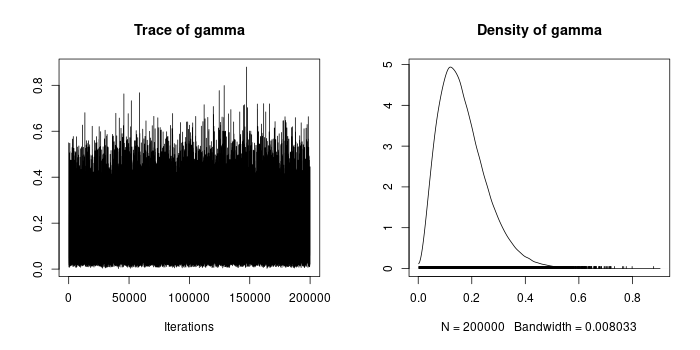 Trace of gamma
0.8
0.6
0.4
0.2
0.0
0 50000 100000 150000 200000
Iterations
Density of gamma
5
4
3
2
1
0
0.0 0.2 0.4 0.6 0.8
N = 200000 Bandwidth = 0.008033